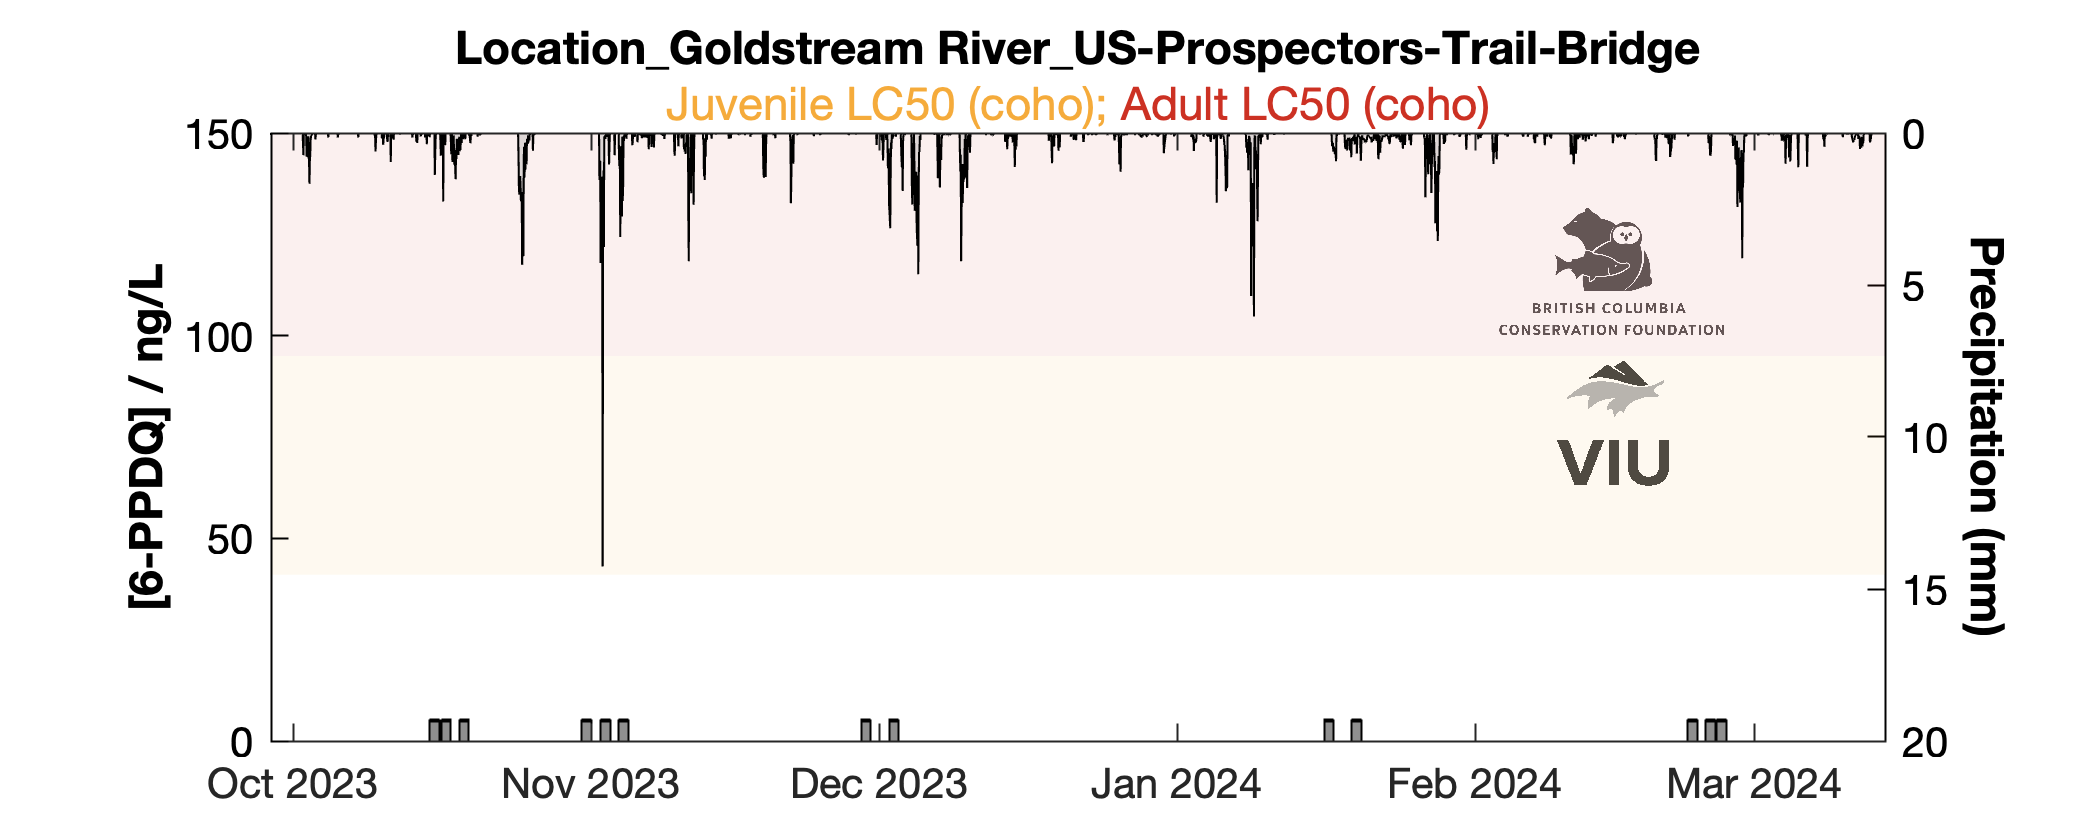 Location_Goldstream River_US-Prospectors-Trail-Bridge
Juvenile LC50 (coho); Adult LC50 (coho)
150
100
50
0
[6-PPDQ] / ng/L
0
5
10
15
20
Precipitation (mm)
BRITISH COLUMBIA
CONSERVATION FOUNDATION
VIU
Oct 2023
Nov 2023
Dec 2023
Jan 2024
Feb 2024
Mar 2024